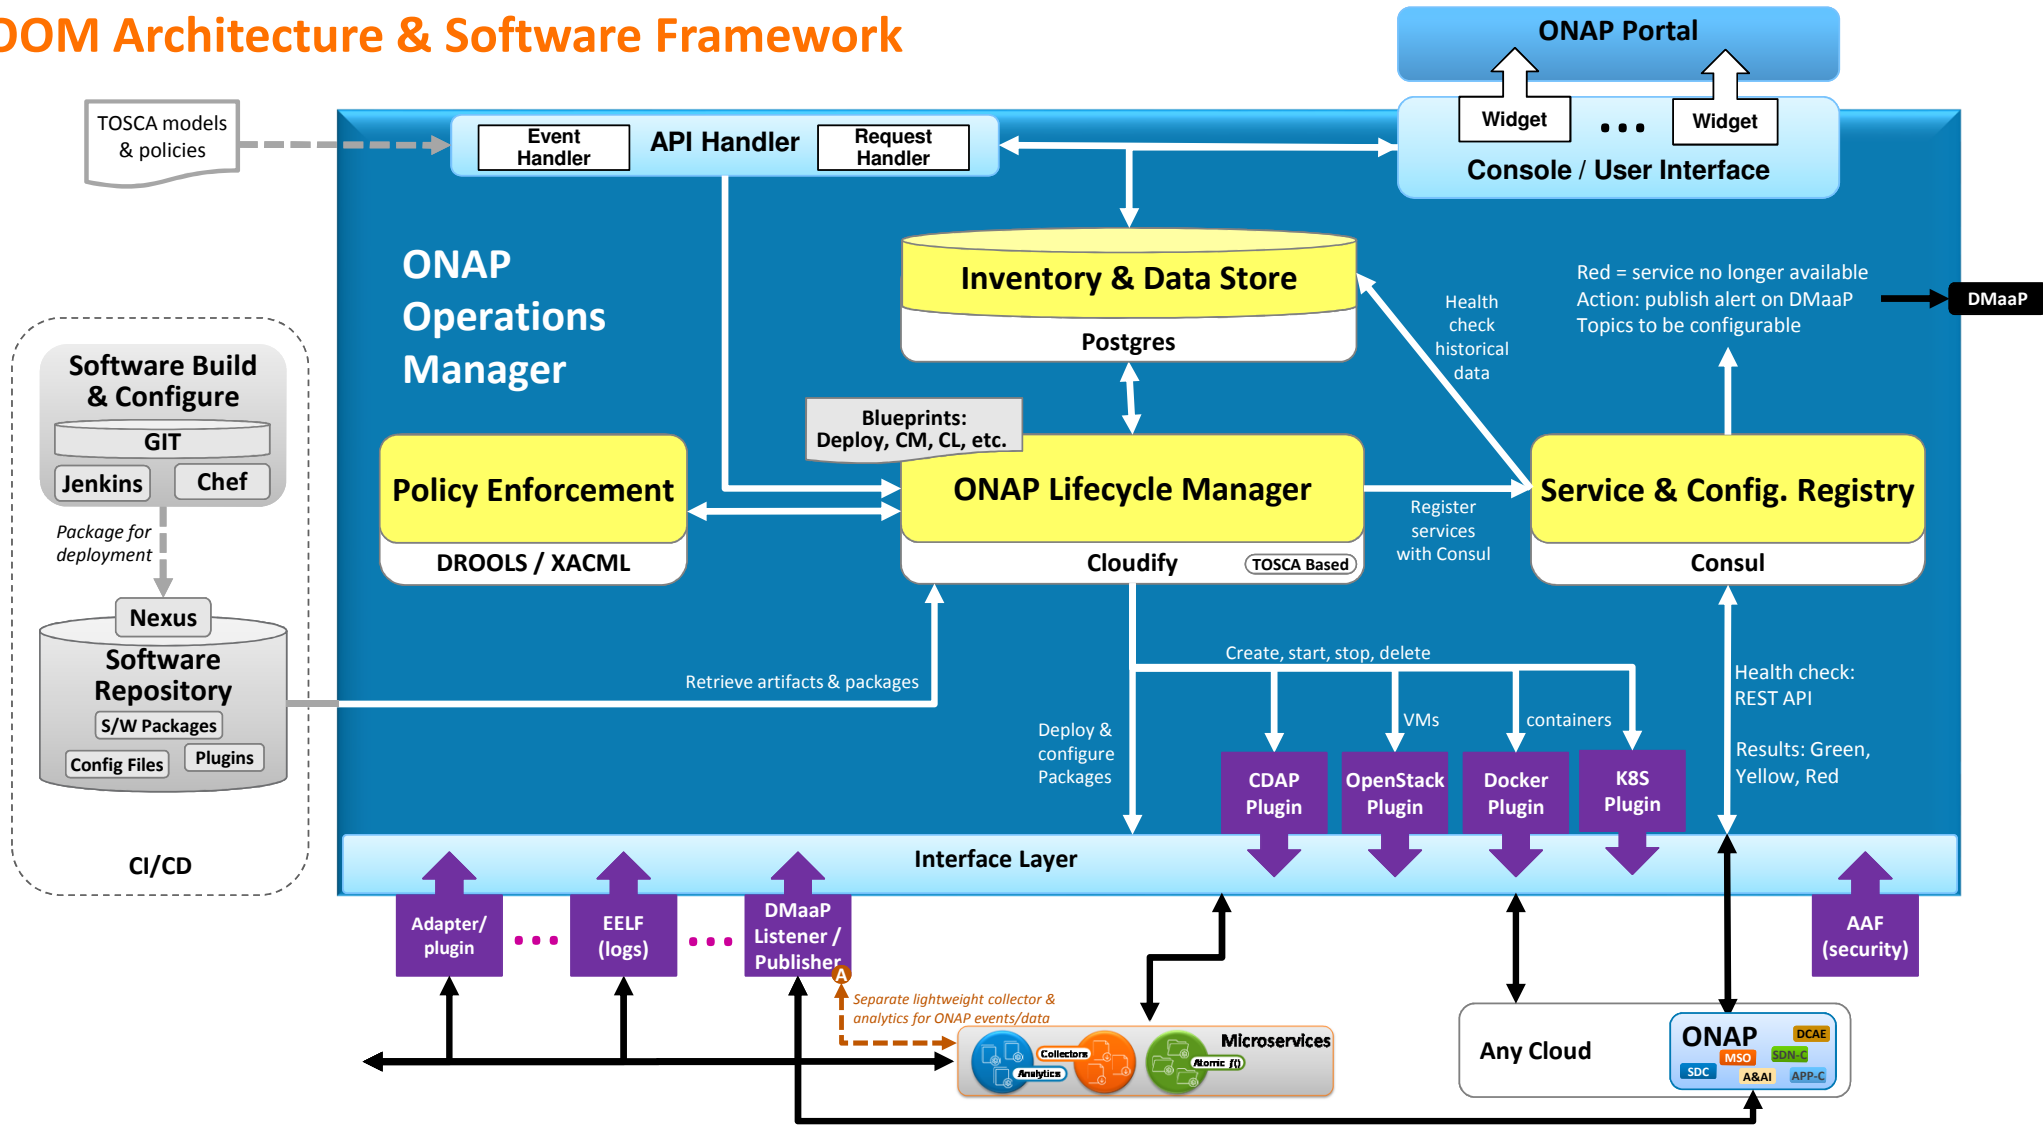 OOM Architecture & Software Framework
ONAP Portal
Widget
...
Widget
Console / User Interface
TOSCA models
& policies
Event
Handler
API Handler
Request
Handler
ONAP
Operations
Manager
Inventory & Data Store
Postgres
Health
check
historical
data
Red = service no longer available
Action: publish alert on DMaaP
Topics to be configurable
DMaaP
Software Build
& Configure
GIT
Jenkins
Chef
Package for
deployment
Nexus
Software
Repository
S/W Packages
Config Files
Plugins
CI/CD
Blueprints:
Deploy, CM, CL, etc.
Policy Enforcement
DROOLS / XACML
ONAP Lifecycle Manager
Cloudify
TOSCA Based
Register
services
with Consul
Service & Config. Registry
Consul
Retrieve artifacts & packages
Create, start, stop, delete
Deploy &
configure
Packages
VMs
containers
Health check:
REST API
Results: Green,
Yellow, Red
CDAP
Plugin
OpenStack
Plugin
Docker
Plugin
K8S
Plugin
Interface Layer
Adapter/
plugin
...
EELF
(logs)
...
DMaaP
Listener /
Publisher
A
AAF
(security)
Separate lightweight collector &
analytics for ONAP events/data
Microservices
Collectors
Analytics
Atomic ƒ()
Any Cloud
ONAP
DCAE
MSO
SDN-C
SDC
A&AI
APP-C